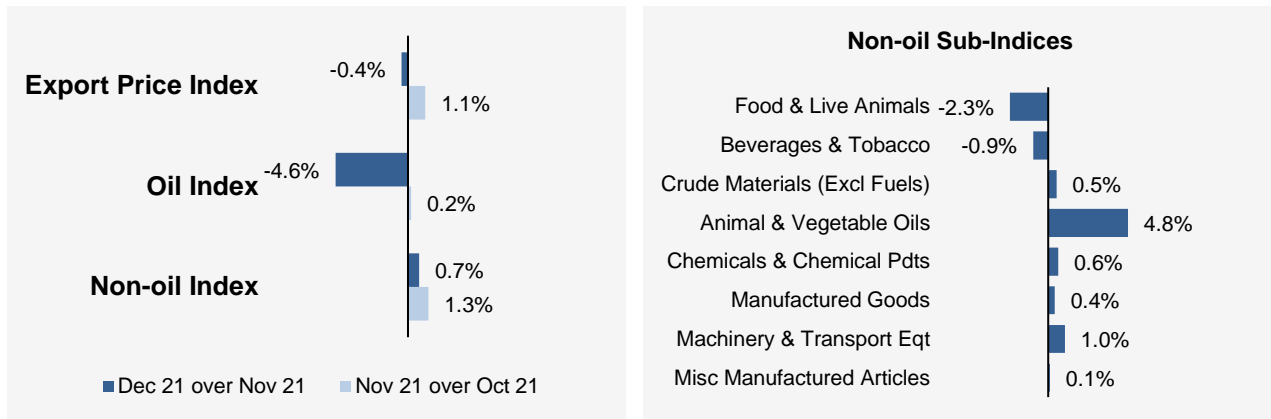 -0.4%
Export Price Index
1.1%
-4.6%
Oil Index
0.2%
0.7%
Non-oil Index
1.3%
Dec 21 over Nov 21 Nov 21 over Oct 21
Non-oil Sub-Indices
Food & Live Animals -2.3%
Beverages & Tobacco -0.9%
Crude Materials (Excl Fuels) 0.5%
Animal & Vegetable Oils 4.8%
Chemicals & Chemical Pdts 0.6%
Manufactured Goods 0.4%
Machinery & Transport Eqt 1.0%
Misc Manufactured Articles 0.1%